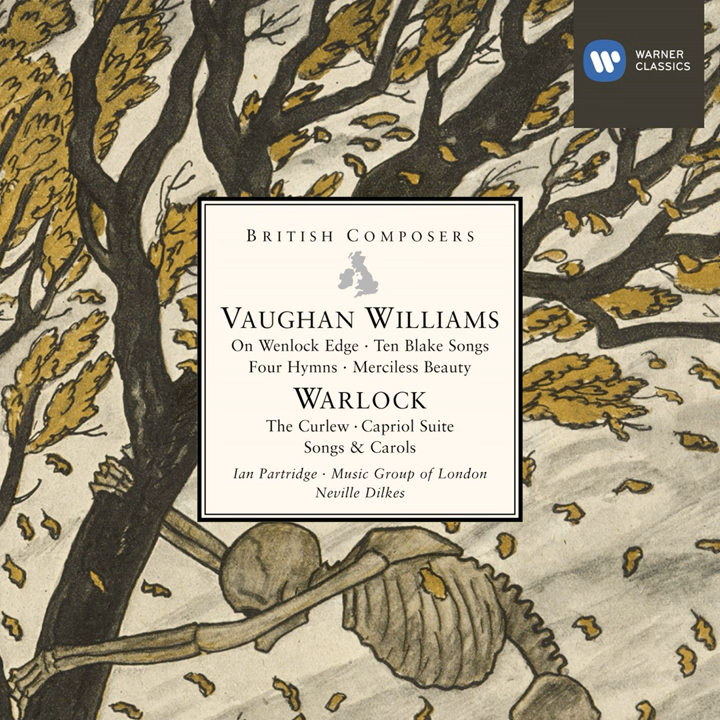 WARNER
CLASSICS
BRITISH COMPOSERS
VAUGHAN WILLIAMS
On Wenlock Edge · Ten Blake Songs
Four Hymns · Merciless Beauty
WARLOCK
The Curlew · Capriol Suite
Songs & Carols
Ian Partridge · Music Group of London
Neville Dilkes